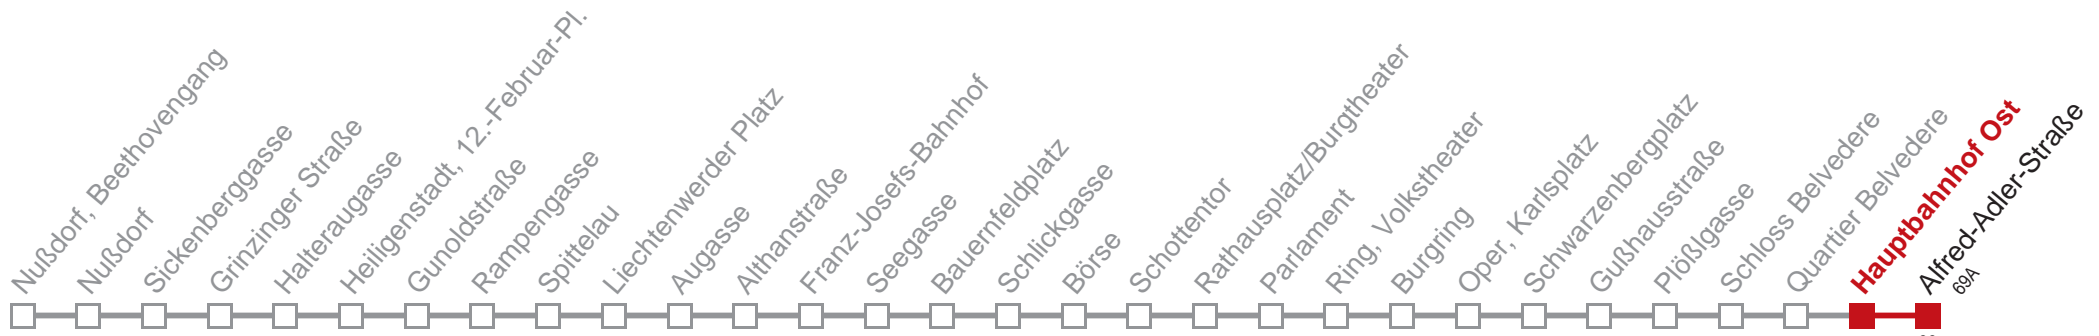 Nußdorf, Beethovengang
Nußdorf
Sickenberggasse
Grinzinger Straße
Halteraugasse
Heiligenstadt, 12.-Februar-Pl.
Gunoldstraße
Rampengasse
Spittelau
Liechtenwerder Platz
Augasse
Althanstraße
Franz-Josefs-Bahnhof
Seegasse
Bauernfeldplatz
Schlickgasse
Börse
Schottentor
Rathausplatz/Burgtheater
Parlament
Ring, Volkstheater
Burgring
Oper, Karlsplatz
Schwarzenbergplatz
Gußhausstraße
Plößlgasse
Schloss Belvedere
Quartier Belvedere
Hauptbahnhof Ost
Alfred-Adler-Straße
69A